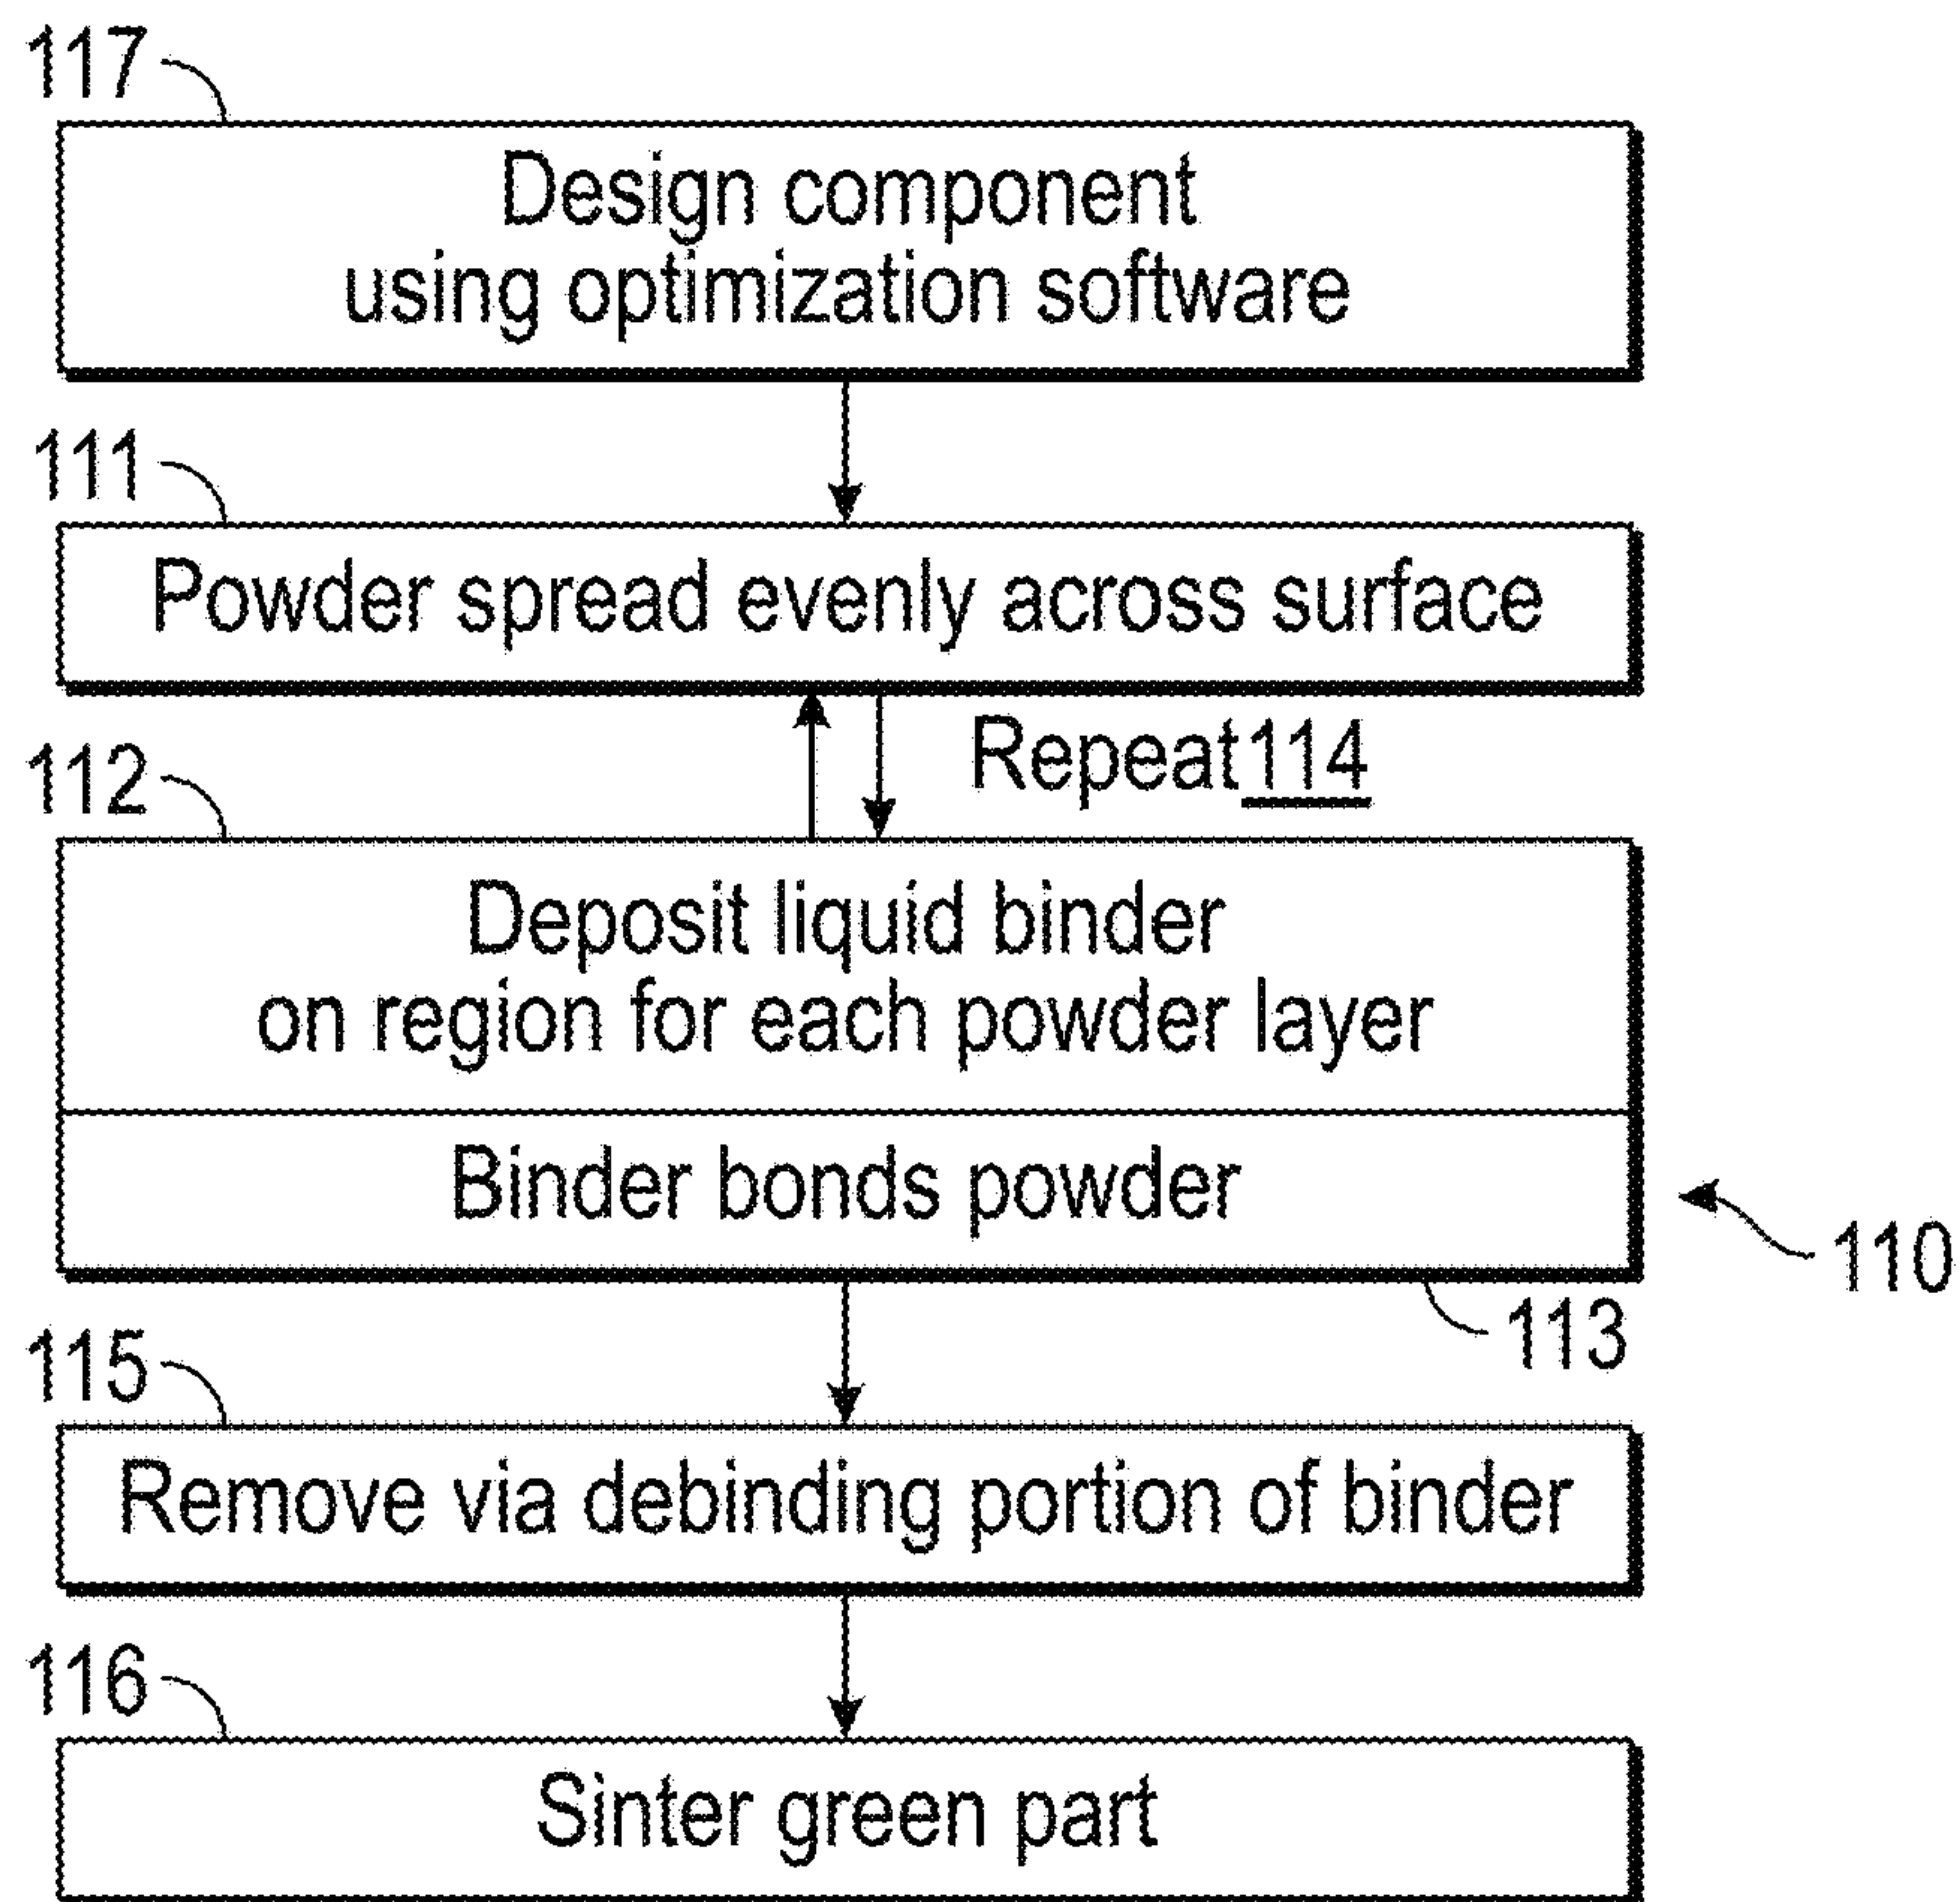 117
Design component
using optimization software
111
Powder spread evenly across surface
Repeat 114
112
Deposit liquid binder
on region for each powder layer
Binder bonds powder
110
113
115
Remove via debinding portion of binder
116
Sinter green part